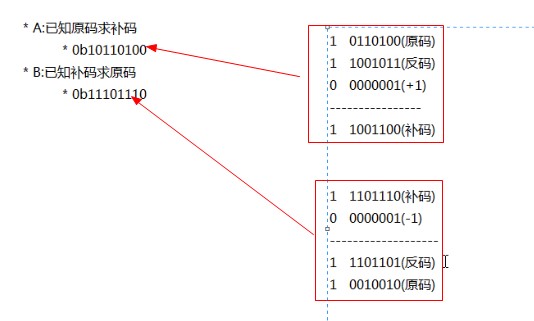 * A:已知原码求补码
* 0b10110100
* B:已知补码求原码
* 0b11101110
1 0110100(原码)
1 1001011(反码)
0 0000001(+1)
---------------
1 1001100(补码)
1 1101110(补码)
0 0000001(-1)
------------------
1 1101101(反码)
1 0010010(原码)